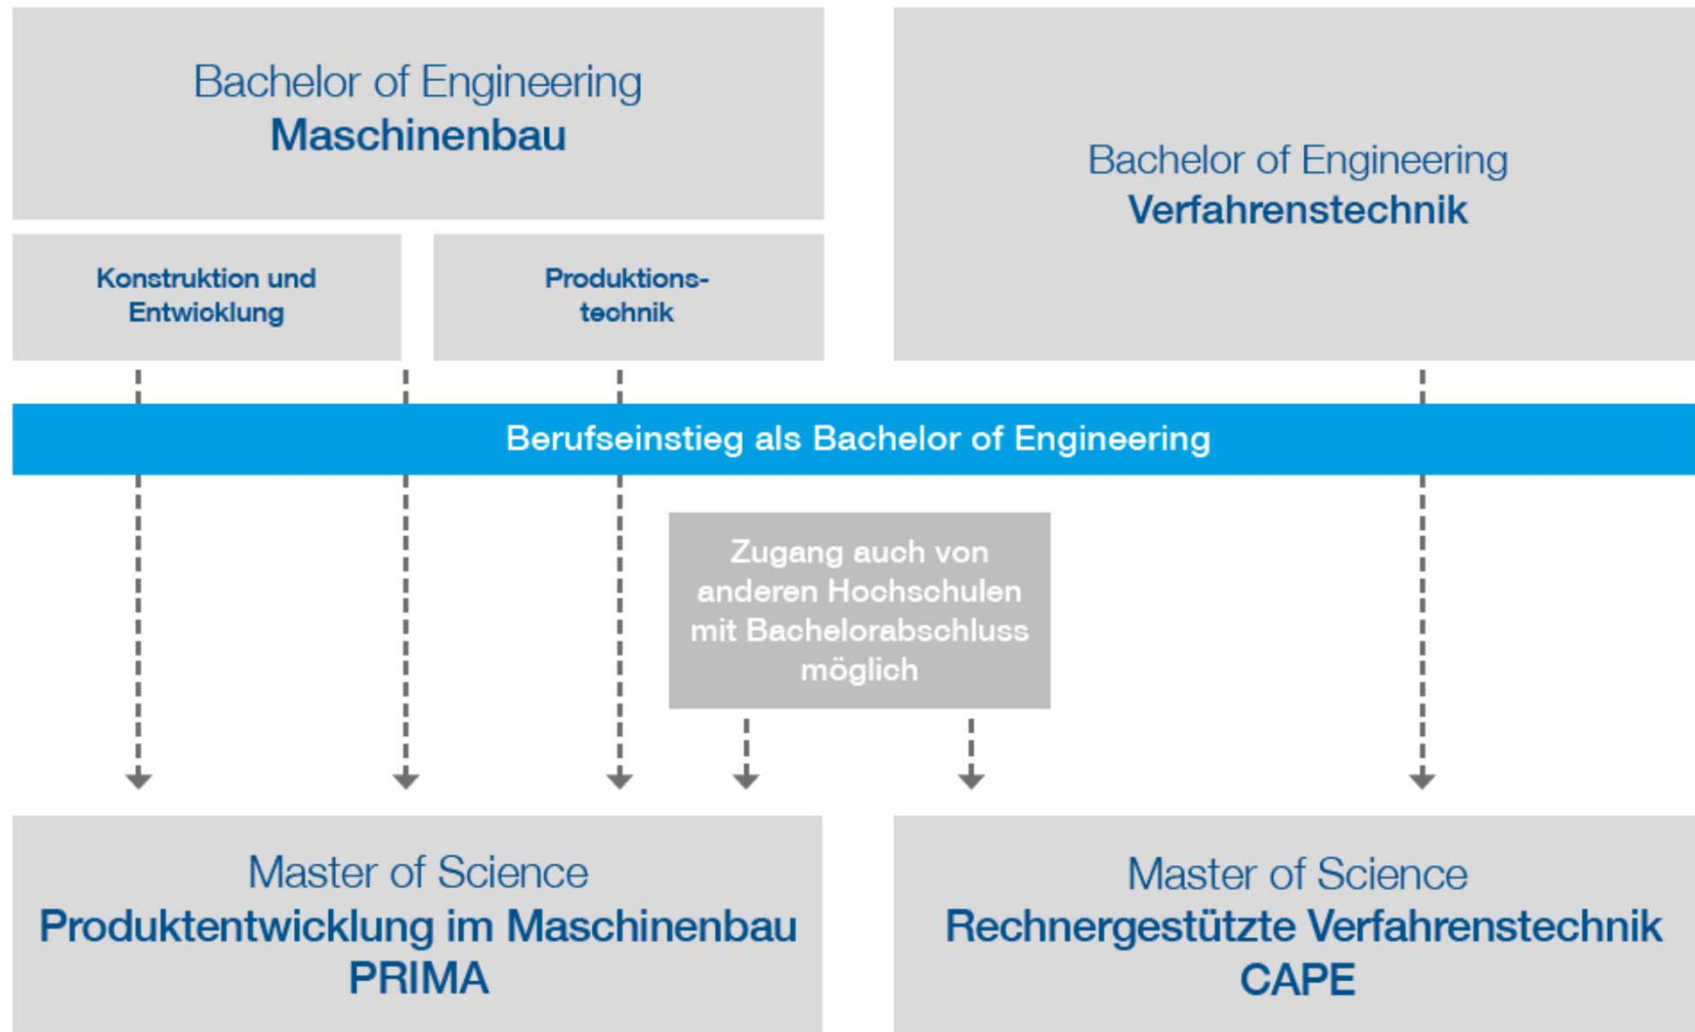 Bachelor of Engineering
Maschinenbau
Konstruktion und
Entwicklung
Produktions-
technik
Bachelor of Engineering
Verfahrenstechnik
Berufseinstieg als Bachelor of Engineering
Zugang auch von
anderen Hochschulen
mit Bachelorabschluss
möglich
Master of Science
Produktentwicklung im Maschinenbau
PRIMA
Master of Science
Rechnergestützte Verfahrenstechnik
CAPE